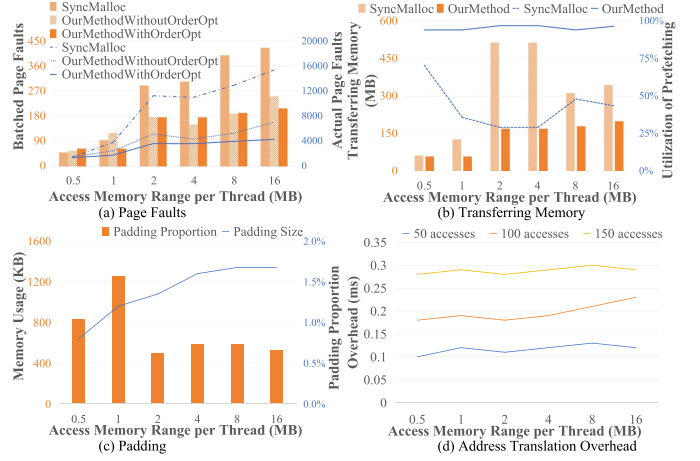 SyncMalloc
OurMethodWithoutOrderOpt
OurMethodWithOrderOpt
SyncMalloc
OurMethodWithoutOrderOpt
OurMethodWithOrderOpt
Batched Page Faults
450
360
270
180
90
0
20000
16000
12000
8000
4000
0
Actual Page Faults
0.5 1 2 4 8 16
Access Memory Range per Thread (MB)
(a) Page Faults
SyncMalloc OurMethod SyncMalloc OurMethod
Transferring Memory
(MB)
600
450
300
150
0
100%
75%
50%
25%
0%
Utilization of Prefetching
0.5 1 2 4 8 16
Access Memory Range per Thread (MB)
(b) Transferring Memory
Padding Proportion Padding Size
Memory Usage (KB)
1600
1200
800
400
0
2.0%
1.5%
1.0%
0.5%
0.0%
Padding Proportion
0.5 1 2 4 8 16
Access Memory Range per Thread (MB)
(c) Padding
50 accesses 100 accesses 150 accesses
Overhead (ms)
0.35
0.3
0.25
0.2
0.15
0.1
0.05
0
0.5 1 2 4 8 16
Access Memory Range per Thread (MB)
(d) Address Translation Overhead